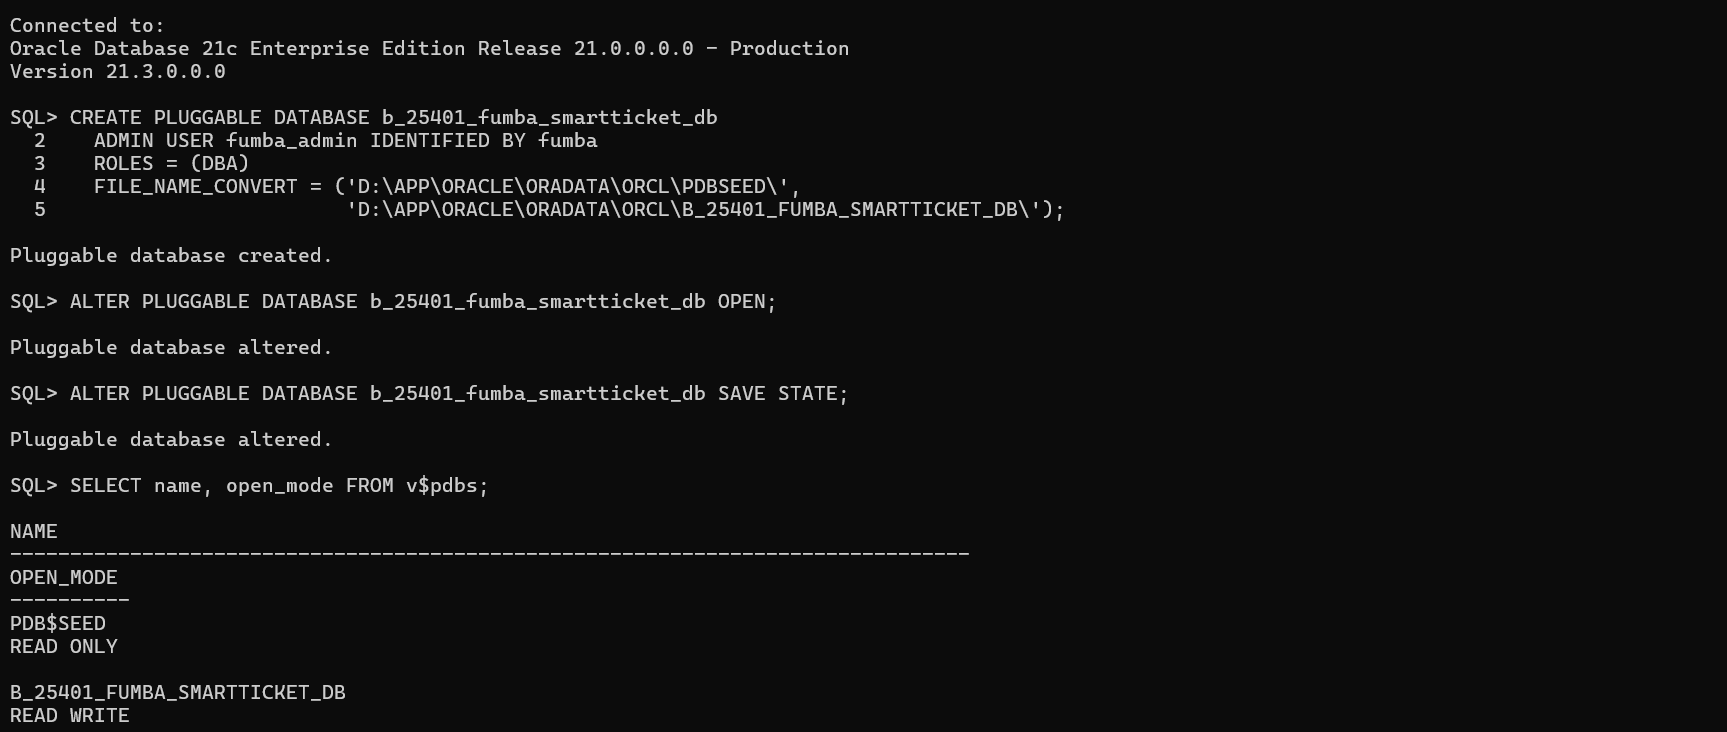 Connected to:
Oracle Database 21c Enterprise Edition Release 21.0.0.0.0 - Production
Version 21.3.0.0.0
SQL> CREATE PLUGGABLE DATABASE b_25401_fumba_smartticket_db
  2    ADMIN USER fumba_admin IDENTIFIED BY fumba
  3    ROLES = (DBA)
  4    FILE_NAME_CONVERT = ('D:\APP\ORACLE\ORADATA\ORCL\PDBSEED\',
  5                         'D:\APP\ORACLE\ORADATA\ORCL\B_25401_FUMBA_SMARTTICKET_DB\');
Pluggable database created.
SQL> ALTER PLUGGABLE DATABASE b_25401_fumba_smartticket_db OPEN;
Pluggable database altered.
SQL> ALTER PLUGGABLE DATABASE b_25401_fumba_smartticket_db SAVE STATE;
Pluggable database altered.
SQL> SELECT name, open_mode FROM v$pdbs;
NAME
--------------------------------------------------------------------------------
OPEN_MODE
----------
PDB$SEED
READ ONLY
B_25401_FUMBA_SMARTTICKET_DB
READ WRITE